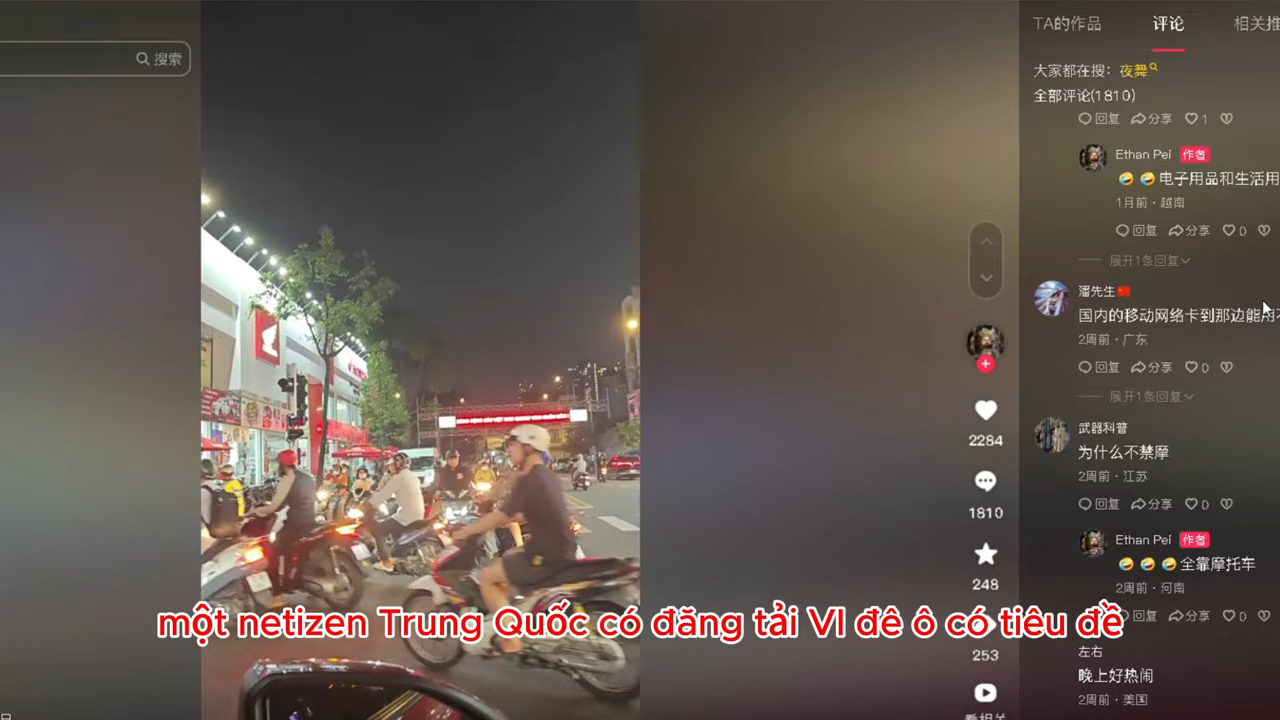 搜索
TA的作品
评论
相关推
大家都在搜：夜舞
全部评论(1810)
回复 分享 1
Ethan Pei 作者
🤣🤣电子用品和生活用
1月前·越南
回复 分享 0
展开1条回复
潘先生🇨🇳
国内的移动网络卡到那边能用不
2周前·广东
回复 分享 0
展开1条回复
武器科普
为什么不禁摩
2周前·江苏
回复 分享 0
Ethan Pei 作者
🤣🤣🤣全靠摩托车
2周前·河南
回复 分享 0
左右
晚上好热闹
2周前·美国
2284
1810
248
253
看相关
một netizen Trung Quốc có đăng tải VI đê ô có tiêu đề